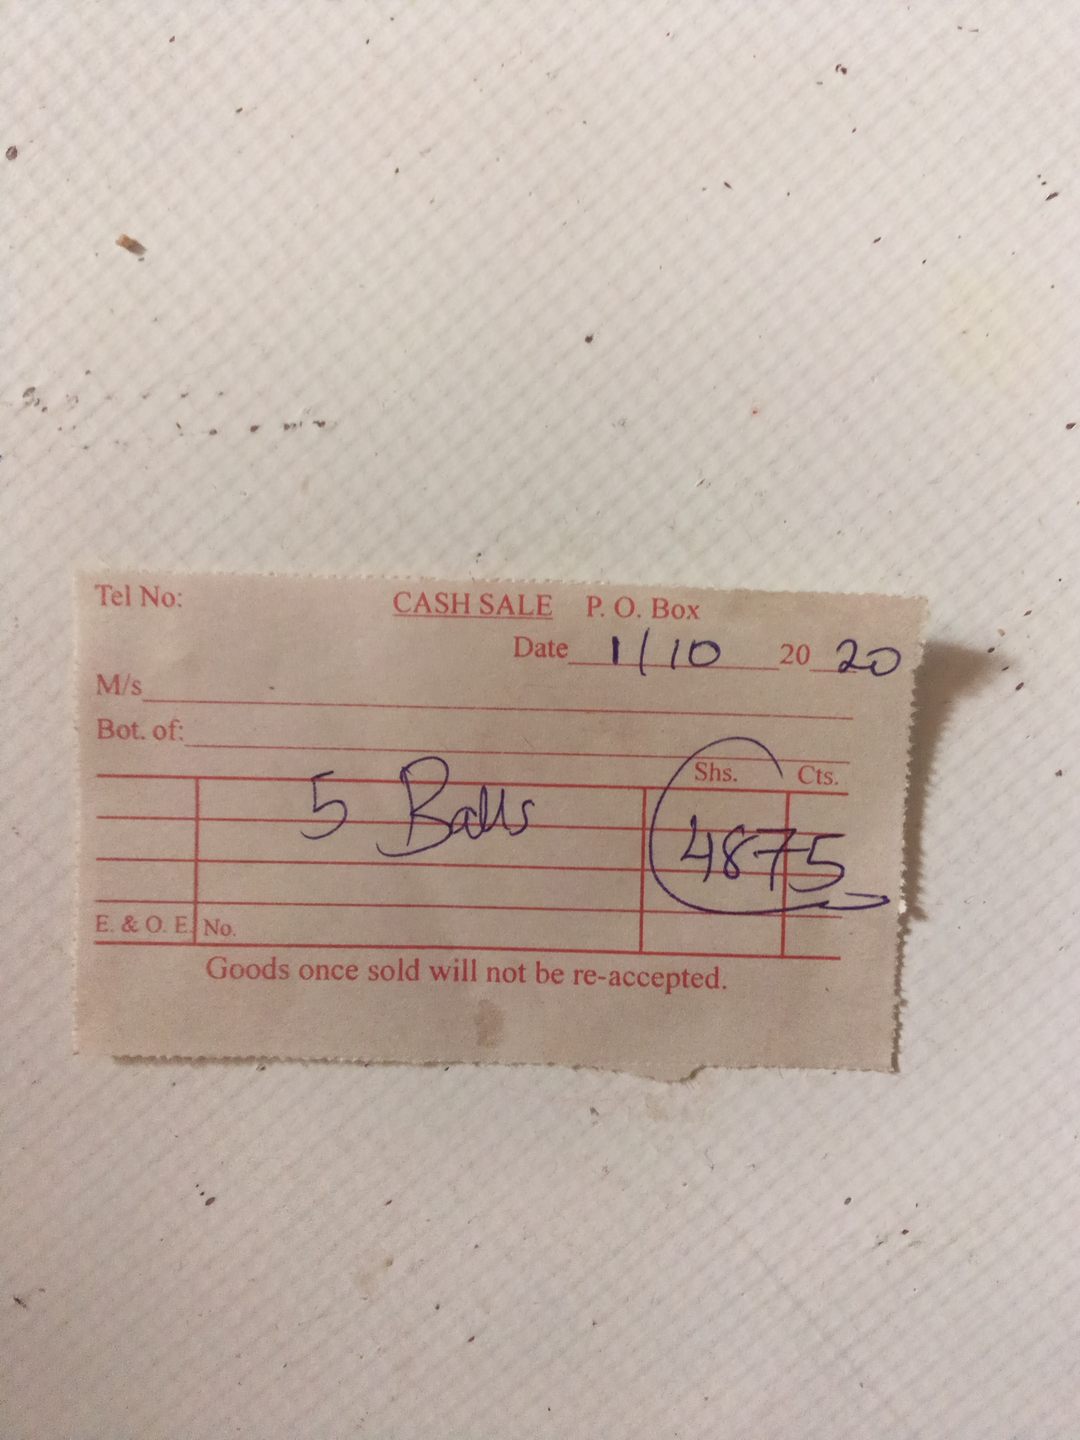 Tel No: CASH SALE P. O. Box
Date 1/10 20 20
M/s
Bot. of:
Shs. Cts.
5 Balls 4875
E. & O. E. No.
Goods once sold will not be re-accepted.